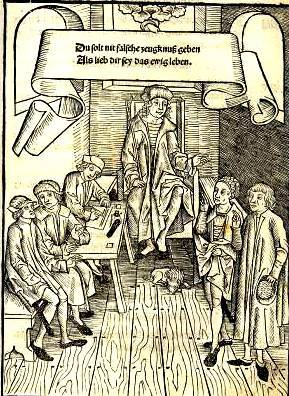 Du solt nit falsche zeugknuß geben
Als lieb dir sey das ewig leben.